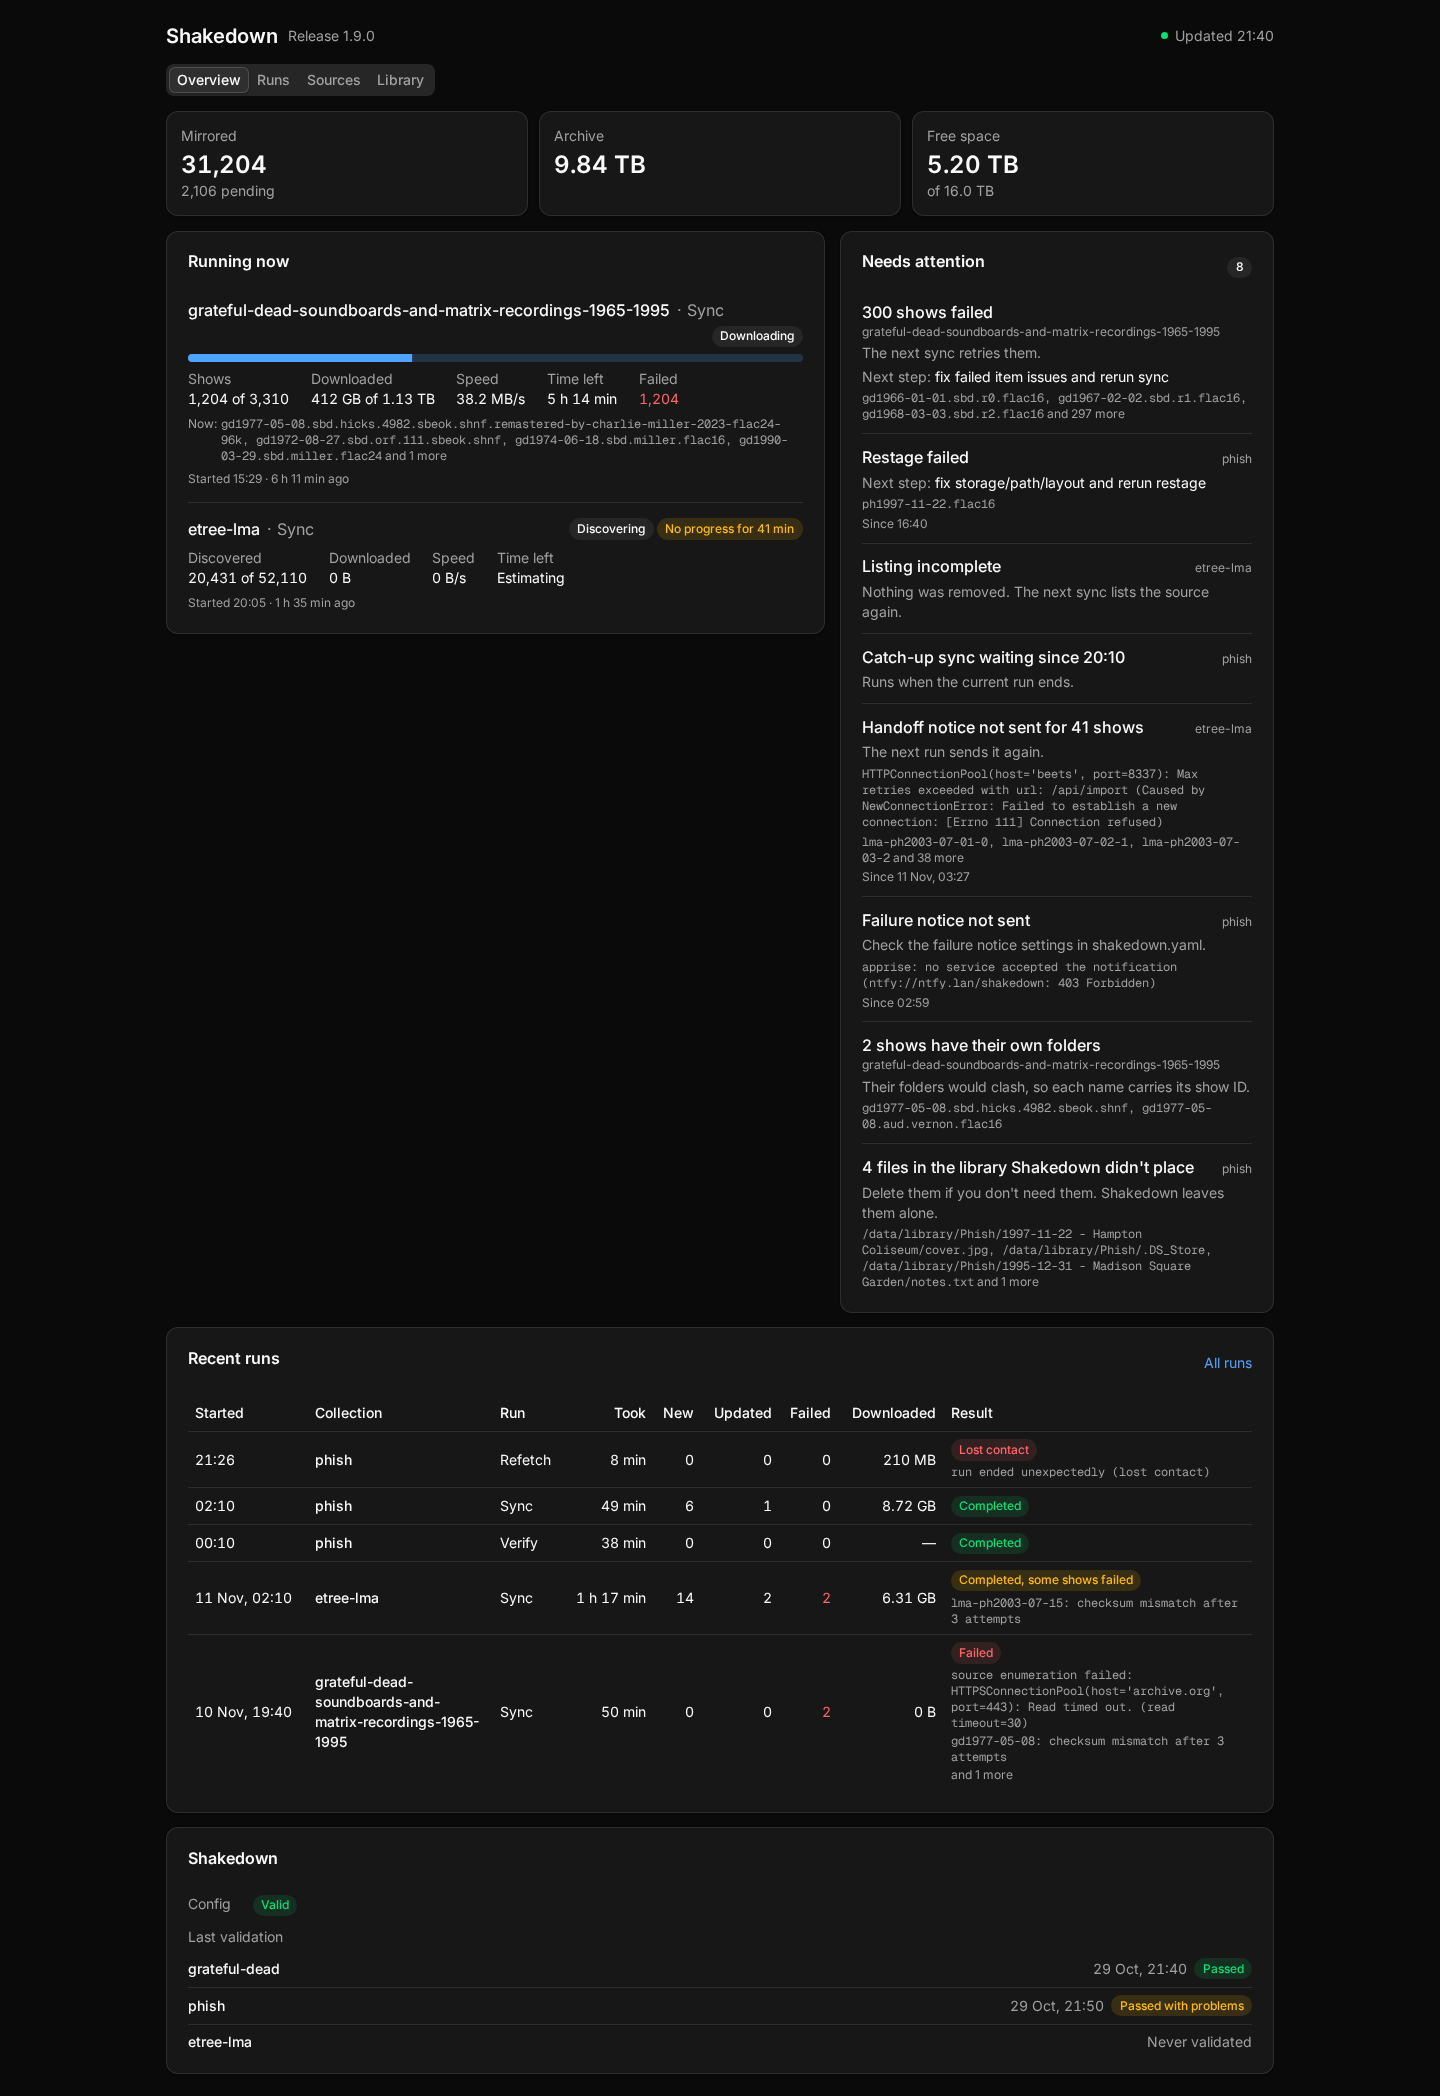 Shakedown Release 1.9.0
Updated 21:40
Overview Runs Sources Library
Mirrored
31,204
2,106 pending
Archive
9.84 TB
Free space
5.20 TB
of 16.0 TB
Running now
grateful-dead-soundboards-and-matrix-recordings-1965-1995 · Sync
Downloading
Shows Downloaded Speed Time left Failed
1,204 of 3,310 412 GB of 1.13 TB 38.2 MB/s 5 h 14 min 1,204
Now: gd1977-05-08.sbd.hicks.4982.sbeok.shnf.remastered-by-charlie-miller-2023-flac24-
96k, gd1972-08-27.sbd.orf.111.sbeok.shnf, gd1974-06-18.sbd.miller.flac16, gd1990-
03-29.sbd.miller.flac24 and 1 more
Started 15:29 · 6 h 11 min ago
etree-lma · Sync
Discovering No progress for 41 min
Discovered Downloaded Speed Time left
20,431 of 52,110 0 B 0 B/s Estimating
Started 20:05 · 1 h 35 min ago
Needs attention
8
300 shows failed
grateful-dead-soundboards-and-matrix-recordings-1965-1995
The next sync retries them.
Next step: fix failed item issues and rerun sync
gd1966-01-01.sbd.r0.flac16, gd1967-02-02.sbd.r1.flac16,
gd1968-03-03.sbd.r2.flac16 and 297 more
Restage failed phish
Next step: fix storage/path/layout and rerun restage
ph1997-11-22.flac16
Since 16:40
Listing incomplete etree-lma
Nothing was removed. The next sync lists the source
again.
Catch-up sync waiting since 20:10 phish
Runs when the current run ends.
Handoff notice not sent for 41 shows etree-lma
The next run sends it again.
HTTPConnectionPool(host='beets', port=8337): Max
retries exceeded with url: /api/import (Caused by
NewConnectionError: Failed to establish a new
connection: [Errno 111] Connection refused)
lma-ph2003-07-01-0, lma-ph2003-07-02-1, lma-ph2003-07-
03-2 and 38 more
Since 11 Nov, 03:27
Failure notice not sent phish
Check the failure notice settings in shakedown.yaml.
apprise: no service accepted the notification
(ntfy://ntfy.lan/shakedown: 403 Forbidden)
Since 02:59
2 shows have their own folders
grateful-dead-soundboards-and-matrix-recordings-1965-1995
Their folders would clash, so each name carries its show ID.
gd1977-05-08.sbd.hicks.4982.sbeok.shnf, gd1977-05-
08.aud.vernon.flac16
4 files in the library Shakedown didn't place phish
Delete them if you don't need them. Shakedown leaves
them alone.
/data/library/Phish/1997-11-22 - Hampton
Coliseum/cover.jpg, /data/library/Phish/.DS_Store,
/data/library/Phish/1995-12-31 - Madison Square
Garden/notes.txt and 1 more
Recent runs
All runs
Started Collection Run Took New Updated Failed Downloaded Result
21:26 phish Refetch 8 min 0 0 0 210 MB Lost contact
run ended unexpectedly (lost contact)
02:10 phish Sync 49 min 6 1 0 8.72 GB Completed
00:10 phish Verify 38 min 0 0 0 — Completed
11 Nov, 02:10 etree-lma Sync 1 h 17 min 14 2 2 6.31 GB Completed, some shows failed
lma-ph2003-07-15: checksum mismatch after
3 attempts
10 Nov, 19:40 grateful-dead-
soundboards-and-
matrix-recordings-1965-
1995
Sync 50 min 0 0 2 0 B Failed
source enumeration failed:
HTTPSConnectionPool(host='archive.org',
port=443): Read timed out. (read
timeout=30)
gd1977-05-08: checksum mismatch after 3
attempts
and 1 more
Shakedown
Config Valid
Last validation
grateful-dead 29 Oct, 21:40 Passed
phish 29 Oct, 21:50 Passed with problems
etree-lma Never validated